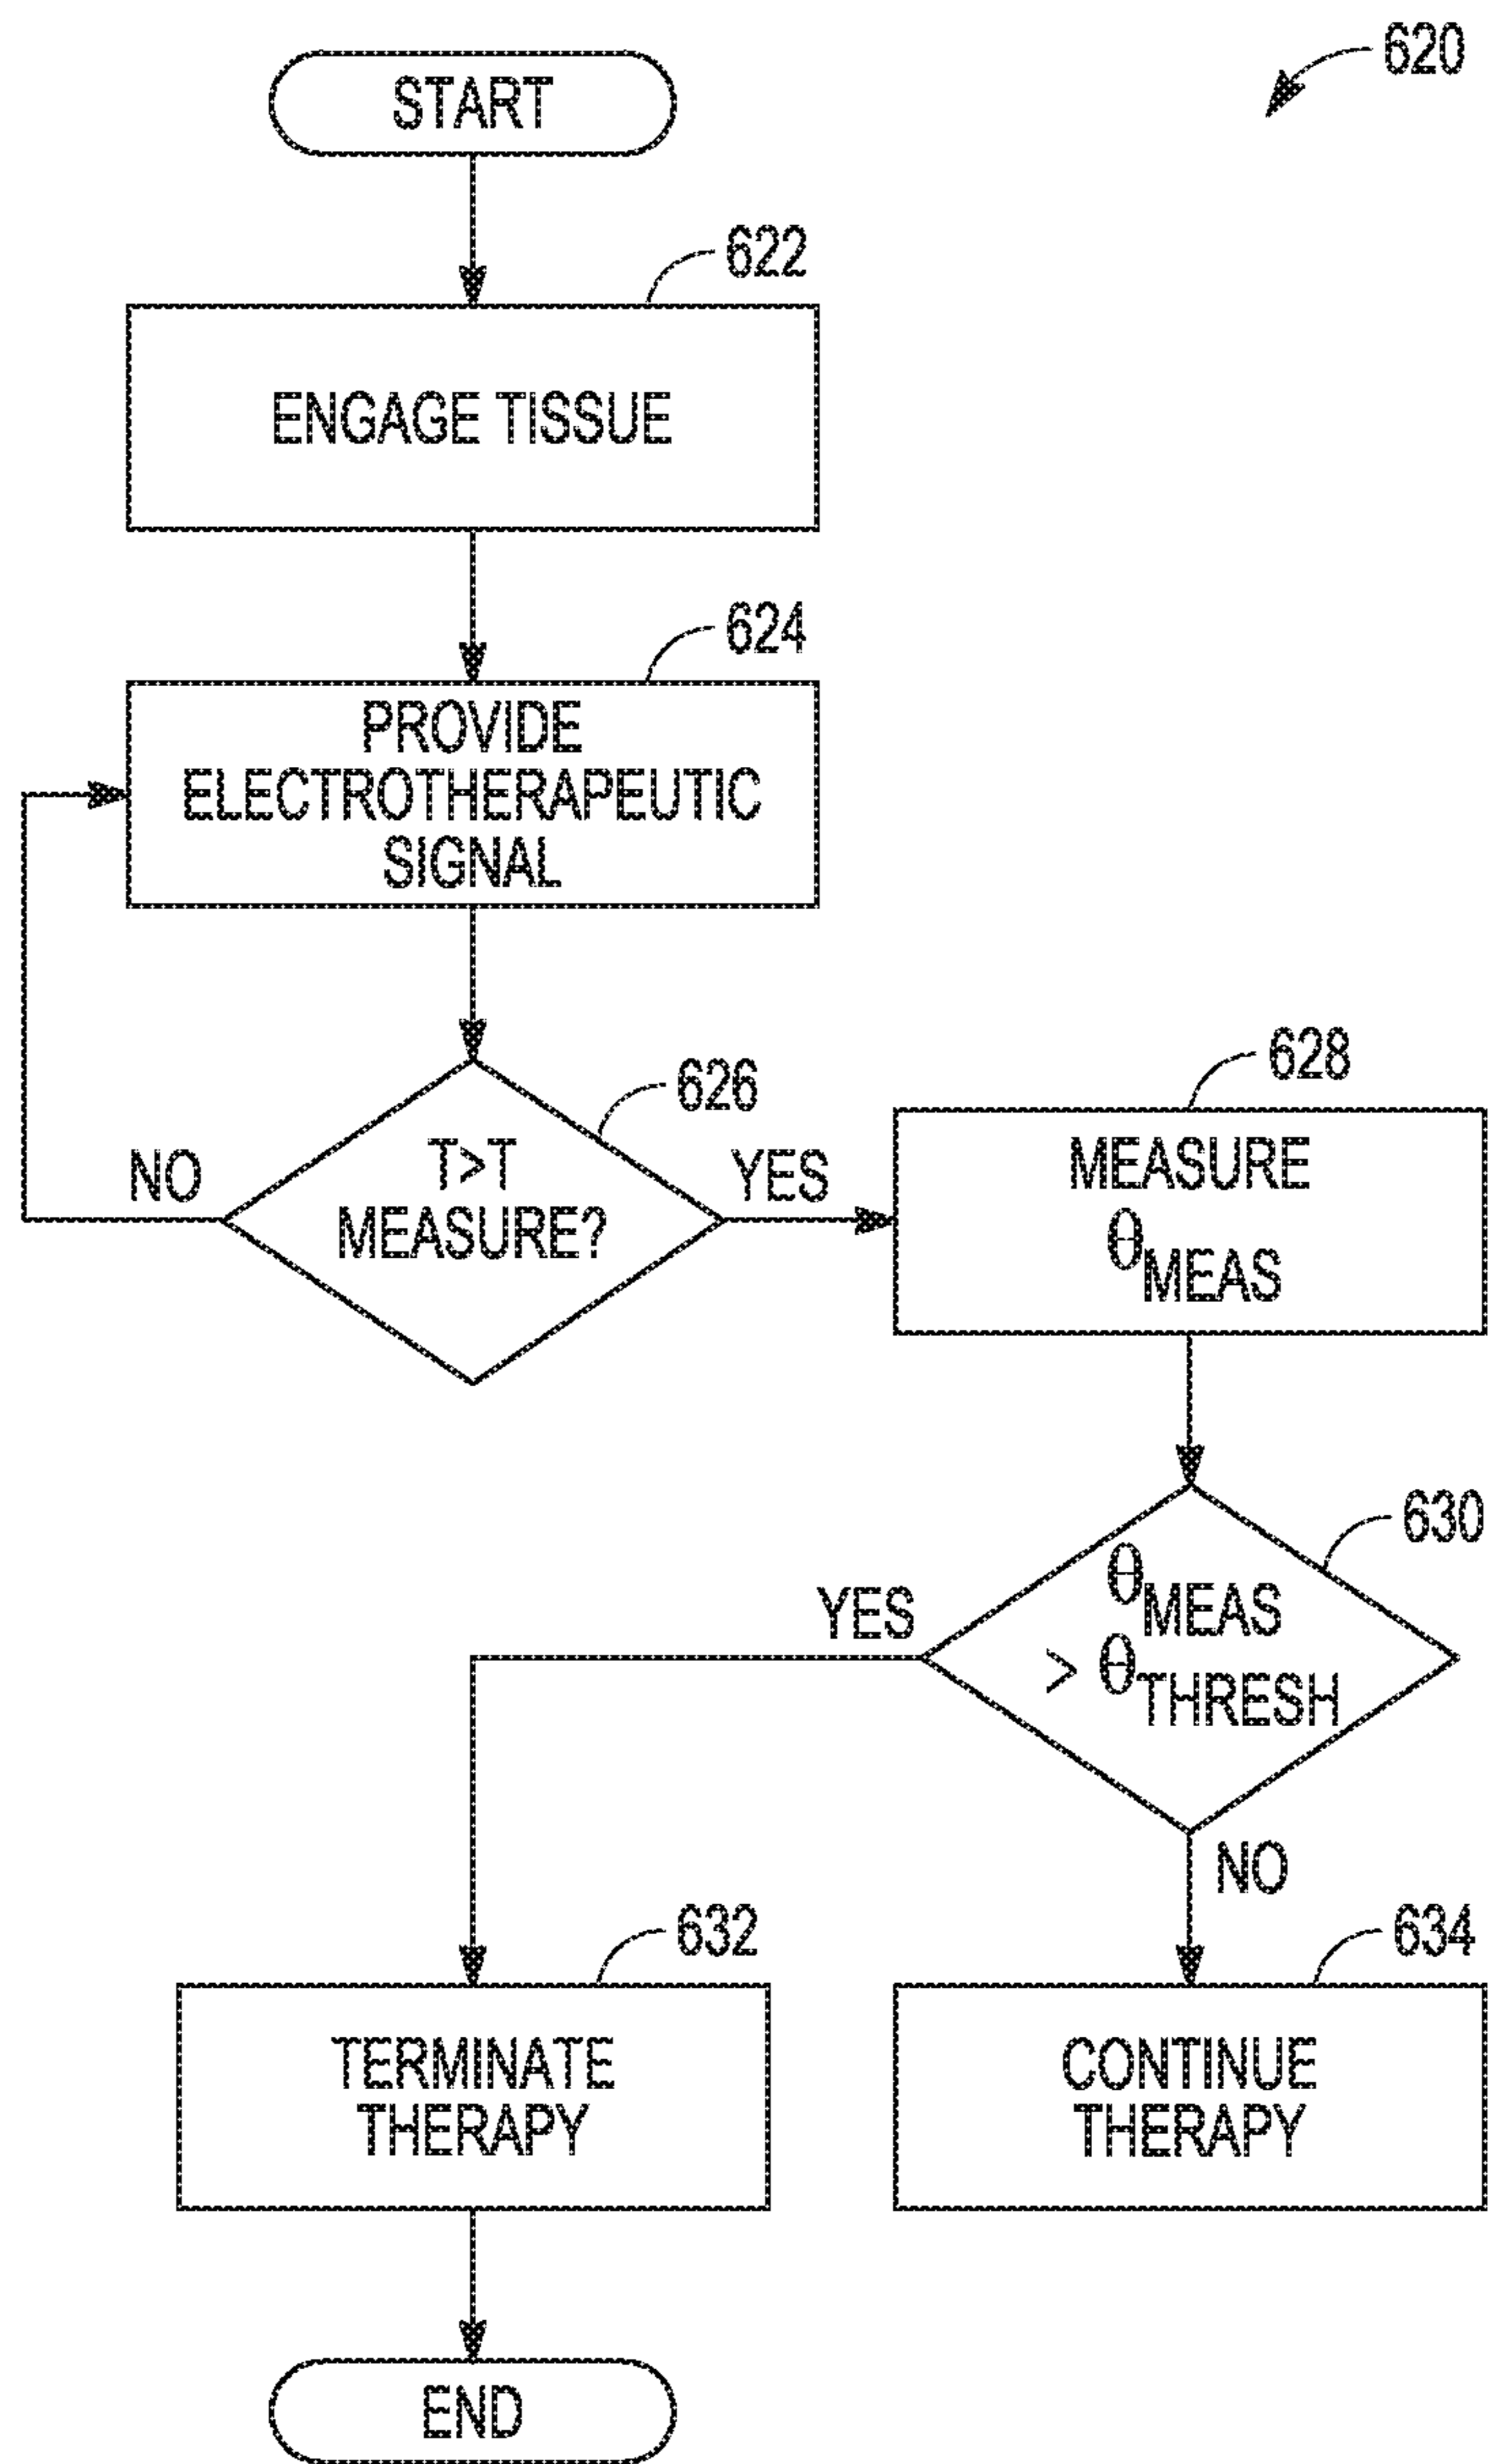 620
START
622
ENGAGE TISSUE
624
PROVIDE
ELECTROTHERAPEUTIC
SIGNAL
626
T>T
MEASURE?
NO
YES
628
MEASURE
θMEAS
630
θMEAS
> θTHRESH
YES
NO
632
TERMINATE
THERAPY
634
CONTINUE
THERAPY
END